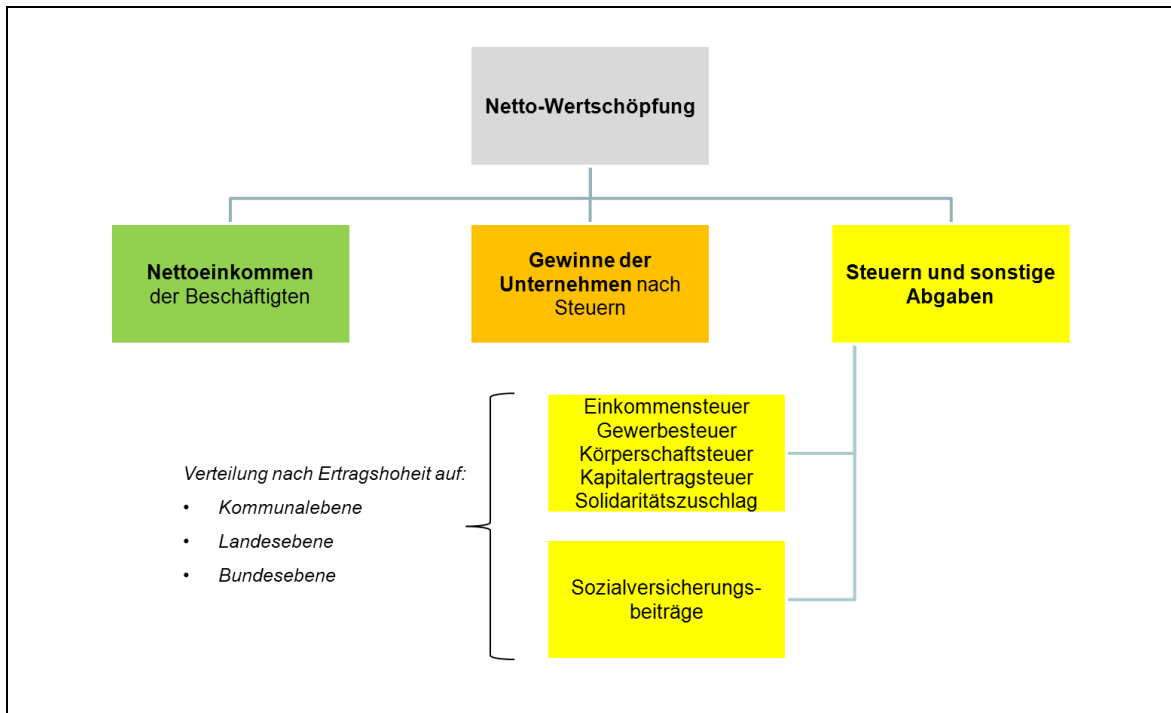 Netto-Wertschöpfung
Nettoeinkommen
der Beschäftigten
Gewinne der
Unternehmen nach
Steuern
Steuern und sonstige
Abgaben
Einkommensteuer
Gewerbesteuer
Körperschaftsteuer
Kapitalertragsteuer
Solidaritätszuschlag
Verteilung nach Ertragshoheit auf:
• Kommunalebene
• Landesebene
• Bundesebene
Sozialversicherungs-
beiträge